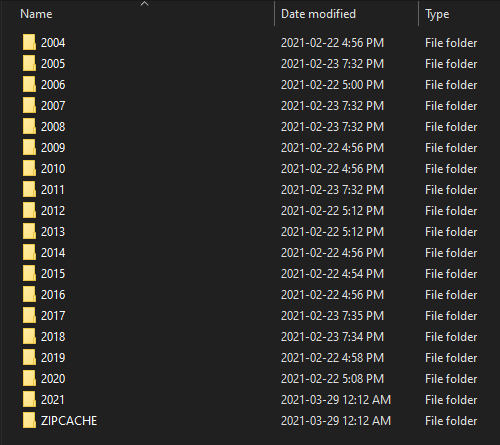 Name Date modified Type
2004 2021-02-22 4:56 PM File folder
2005 2021-02-23 7:32 PM File folder
2006 2021-02-22 5:00 PM File folder
2007 2021-02-23 7:32 PM File folder
2008 2021-02-23 7:32 PM File folder
2009 2021-02-22 4:56 PM File folder
2010 2021-02-22 4:56 PM File folder
2011 2021-02-23 7:32 PM File folder
2012 2021-02-22 5:12 PM File folder
2013 2021-02-22 5:12 PM File folder
2014 2021-02-22 4:56 PM File folder
2015 2021-02-22 4:54 PM File folder
2016 2021-02-22 4:56 PM File folder
2017 2021-02-23 7:35 PM File folder
2018 2021-02-23 7:34 PM File folder
2019 2021-02-22 4:58 PM File folder
2020 2021-02-22 5:08 PM File folder
2021 2021-03-29 12:12 AM File folder
ZIPCACHE 2021-03-29 12:12 AM File folder